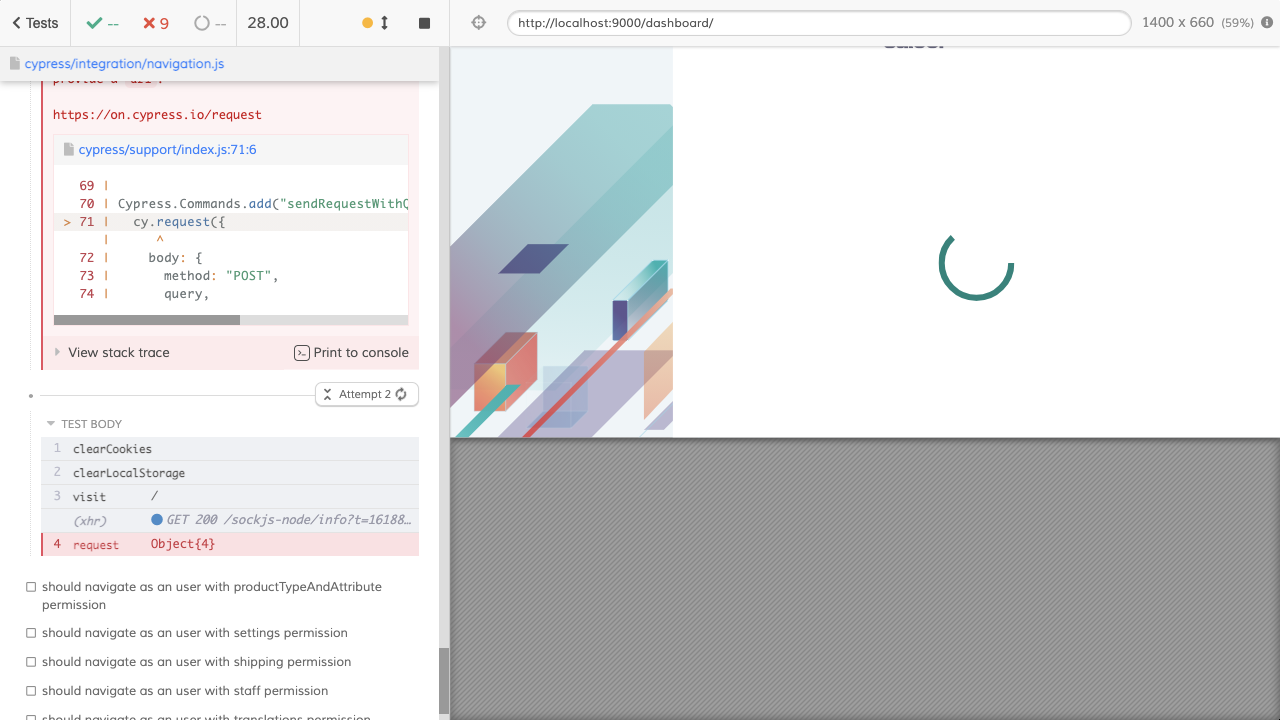 Tests
--
9
--
28.00
http://localhost:9000/dashboard/
1400 x 660 (59%)
cypress/integration/navigation.js
https://on.cypress.io/request
cypress/support/index.js:71:6
69 |
70 | Cypress.Commands.add("sendRequestWithQ
> 71 | cy.request({
| ^
72 | body: {
73 | method: "POST",
74 | query,
View stack trace
Print to console
Attempt 2
TEST BODY
1 clearCookies
2 clearLocalStorage
3 visit /
(xhr) GET 200 /sockjs-node/info?t=16188…
4 request Object{4}
should navigate as an user with productTypeAndAttribute
permission
should navigate as an user with settings permission
should navigate as an user with shipping permission
should navigate as an user with staff permission
should navigate as an user with translations permission